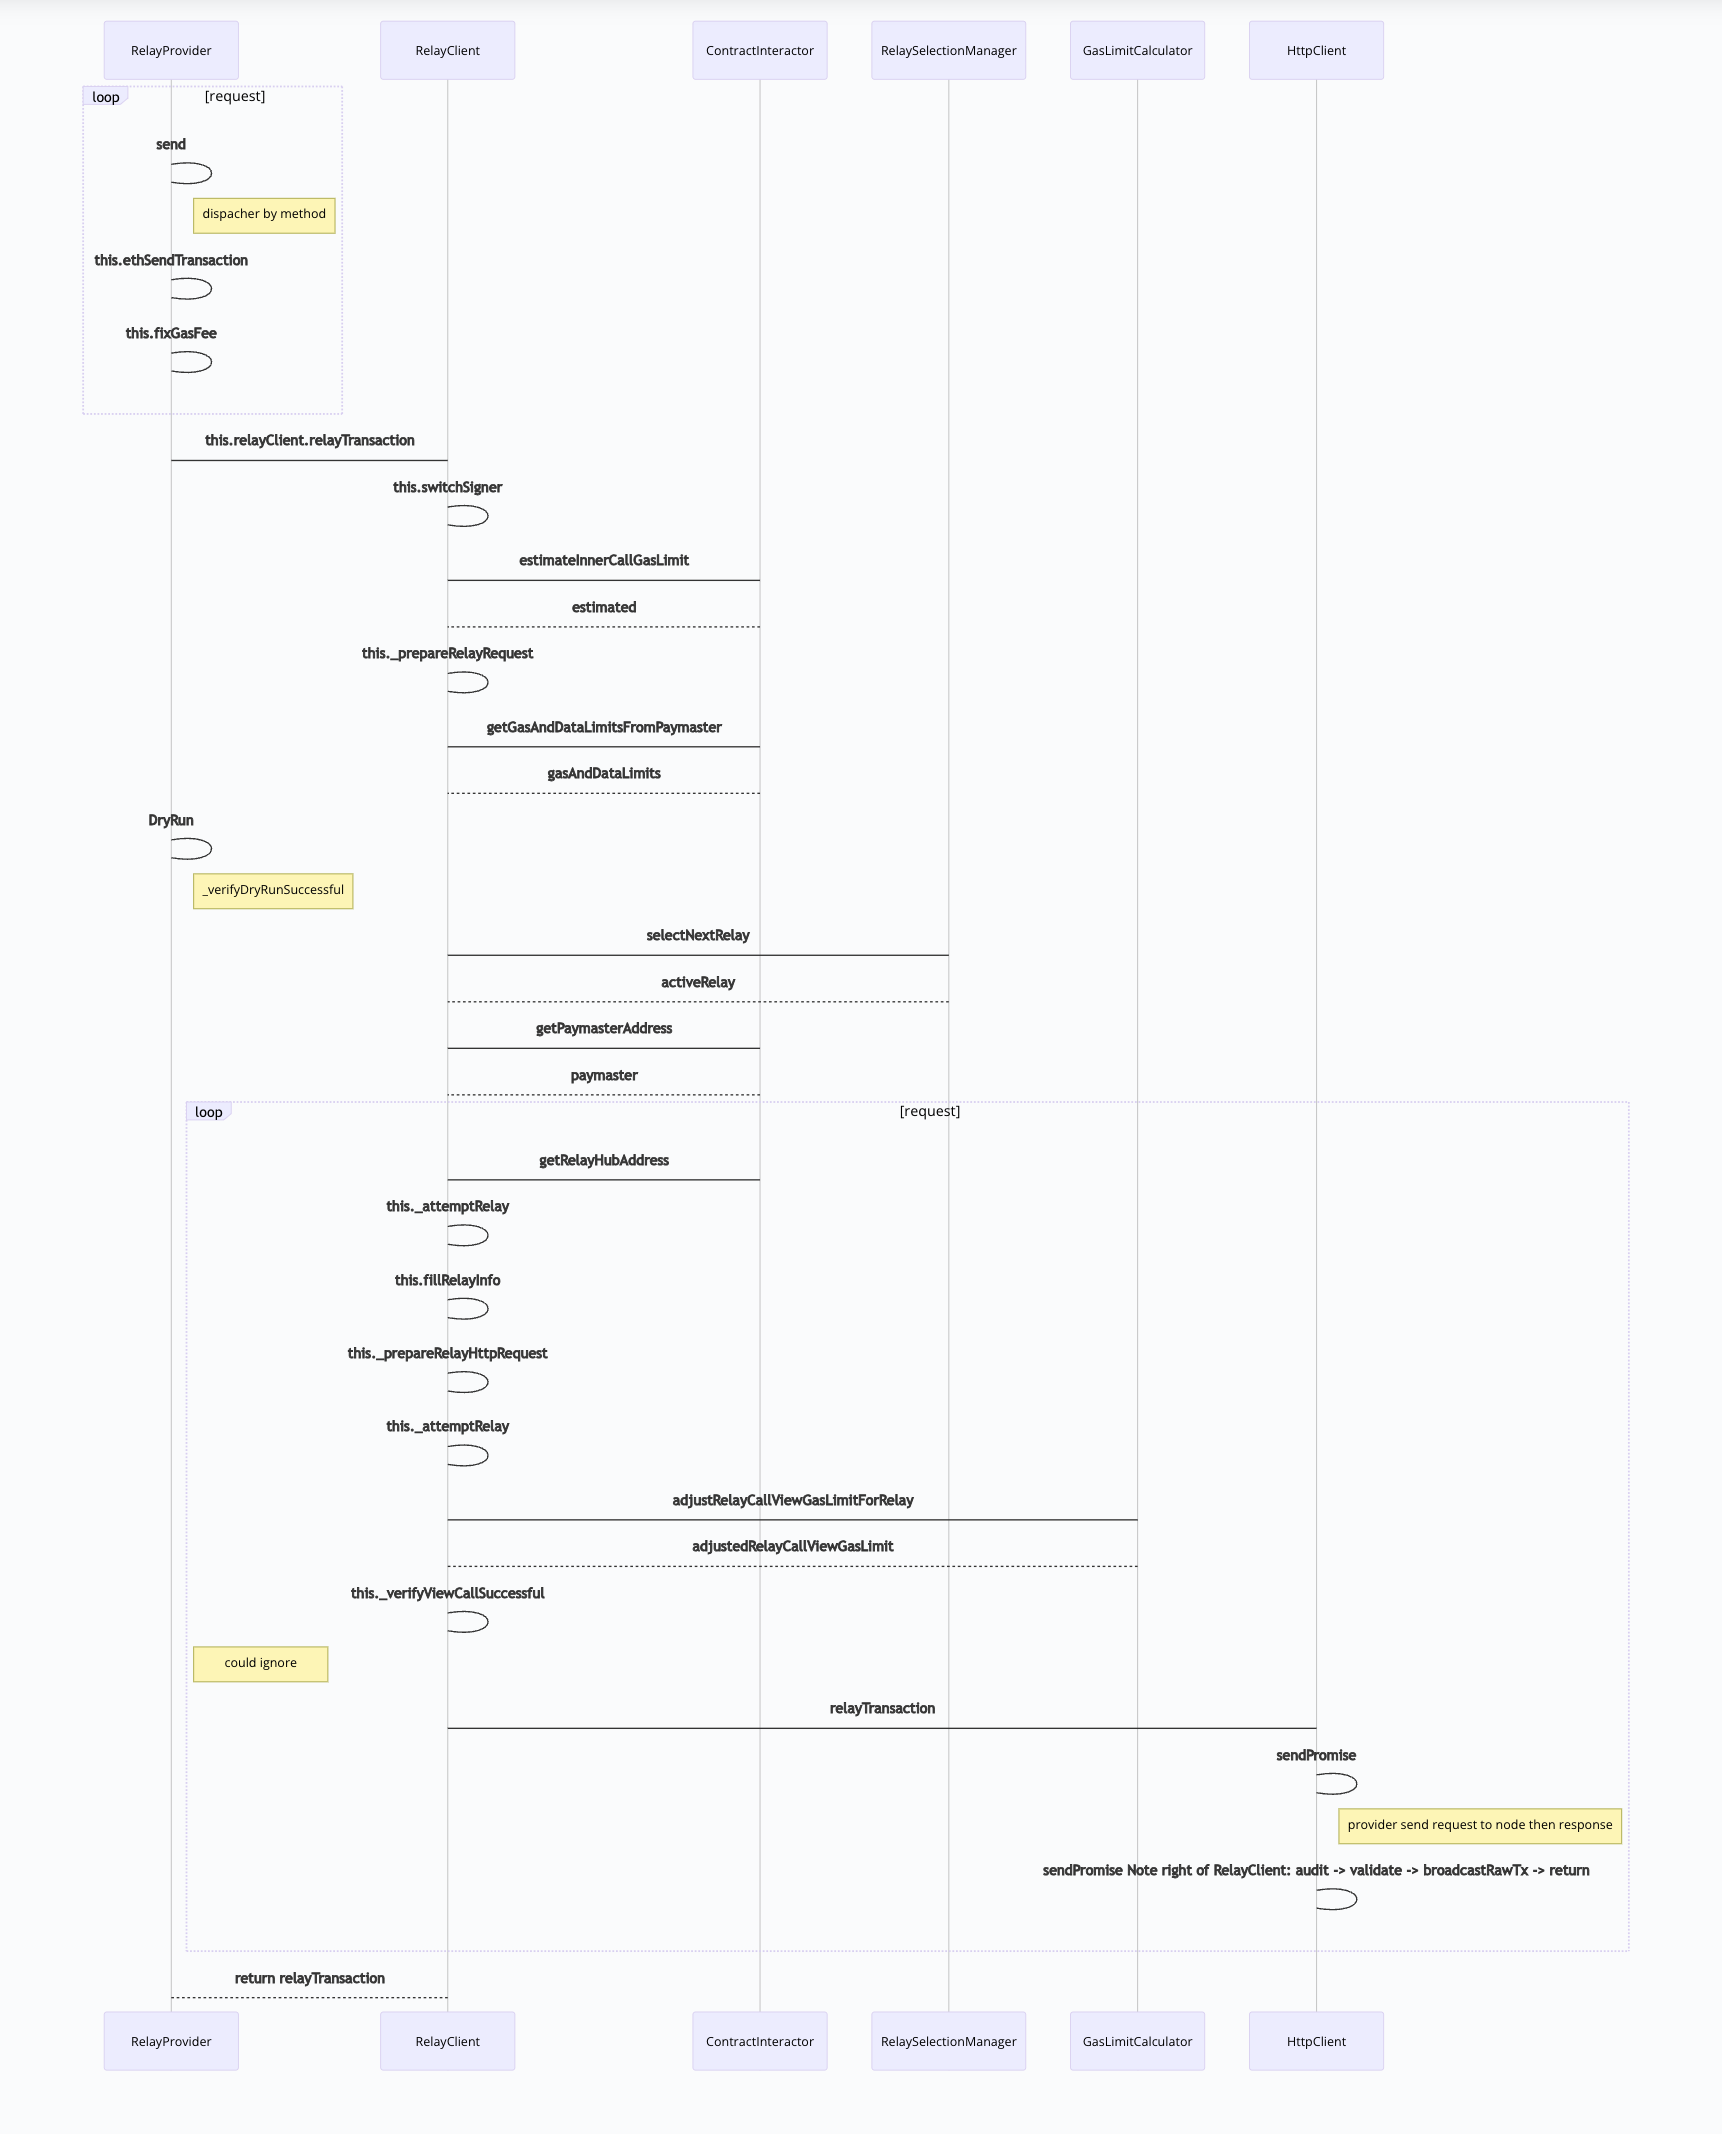 RelayProvider
RelayClient
ContractInteractor
RelaySelectionManager
GasLimitCalculator
HttpClient
loop
[request]
send
dispacher by method
this.ethSendTransaction
this.fixGasFee
this.relayClient.relayTransaction
this.switchSigner
estimateInnerCallGasLimit
estimated
this._prepareRelayRequest
getGasAndDataLimitsFromPaymaster
gasAndDataLimits
DryRun
_verifyDryRunSuccessful
selectNextRelay
activeRelay
getPaymasterAddress
paymaster
loop
[request]
getRelayHubAddress
this._attemptRelay
this.fillRelayInfo
this._prepareRelayHttpRequest
this._attemptRelay
adjustRelayCallViewGasLimitForRelay
adjustedRelayCallViewGasLimit
this._verifyViewCallSuccessful
could ignore
relayTransaction
sendPromise
provider send request to node then response
sendPromise Note right of RelayClient: audit -> validate -> broadcastRawTx -> return
return relayTransaction
RelayProvider
RelayClient
ContractInteractor
RelaySelectionManager
GasLimitCalculator
HttpClient